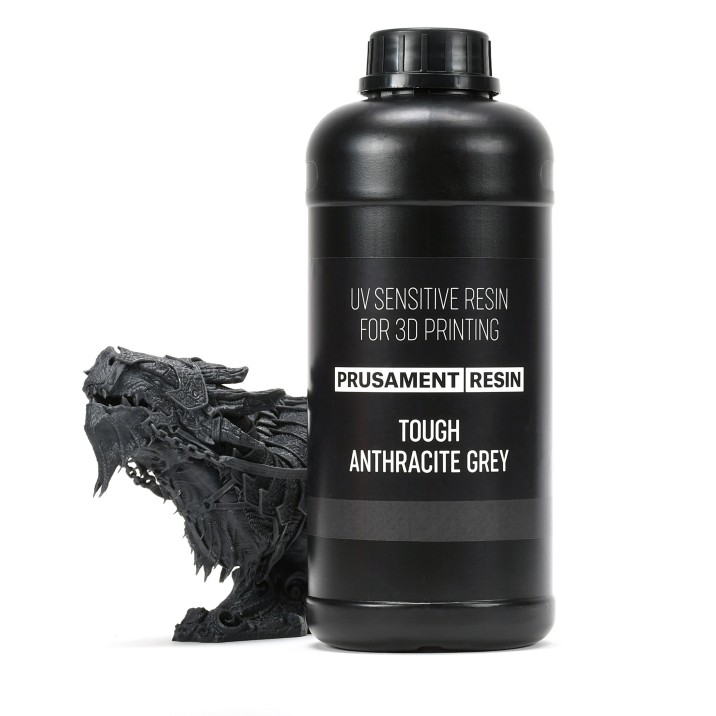 UV SENSITIVE RESIN
FOR 3D PRINTING
PRUSAMENT RESIN
TOUGH
ANTHRACITE GREY